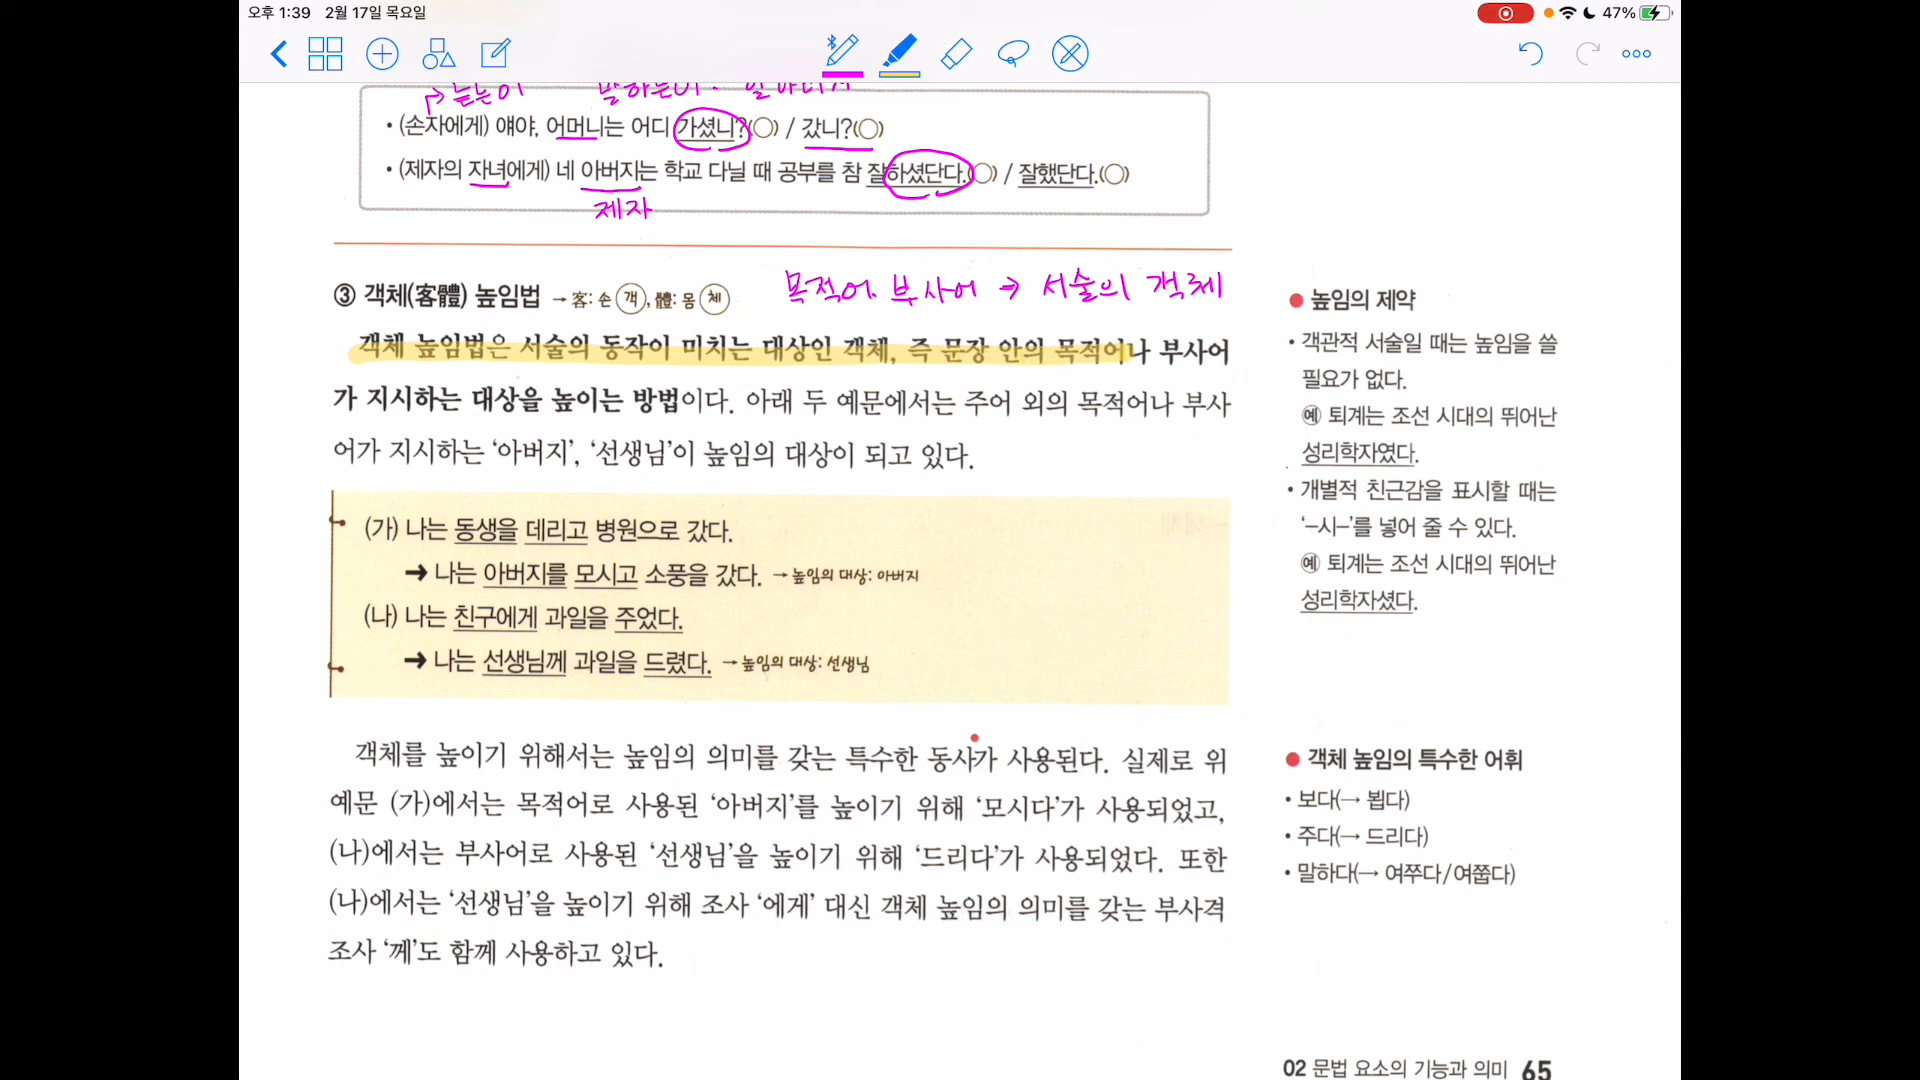 오후 1:39 2월 17일 목요일
47%
듣는이 말하는이
• (손자에게) 얘야, 어머니는 어디 가셨니?(○) / 갔니?(○)
• (제자의 자녀에게) 네 아버지는 학교 다닐 때 공부를 참 잘하셨단다.(○) / 잘했단다.(○)
제자
③ 객체(客體) 높임법 → 客: 손 객, 體: 몸 체
목적어. 부사어 → 서술의 객체
객체 높임법은 서술의 동작이 미치는 대상인 객체, 즉 문장 안의 목적어나 부사어
가 지시하는 대상을 높이는 방법이다. 아래 두 예문에서는 주어 외의 목적어나 부사
어가 지시하는 ‘아버지’, ‘선생님’이 높임의 대상이 되고 있다.
(가) 나는 동생을 데리고 병원으로 갔다.
→ 나는 아버지를 모시고 소풍을 갔다. → 높임의 대상: 아버지
(나) 나는 친구에게 과일을 주었다.
→ 나는 선생님께 과일을 드렸다. → 높임의 대상: 선생님
객체를 높이기 위해서는 높임의 의미를 갖는 특수한 동사가 사용된다. 실제로 위
예문 (가)에서는 목적어로 사용된 ‘아버지’를 높이기 위해 ‘모시다’가 사용되었고,
(나)에서는 부사어로 사용된 ‘선생님’을 높이기 위해 ‘드리다’가 사용되었다. 또한
(나)에서는 ‘선생님’을 높이기 위해 조사 ‘에게’ 대신 객체 높임의 의미를 갖는 부사격
조사 ‘께’도 함께 사용하고 있다.
● 높임의 제약
• 객관적 서술일 때는 높임을 쓸
필요가 없다.
예 퇴계는 조선 시대의 뛰어난
성리학자였다.
• 개별적 친근감을 표시할 때는
‘-시-’를 넣어 줄 수 있다.
예 퇴계는 조선 시대의 뛰어난
성리학자셨다.
● 객체 높임의 특수한 어휘
• 보다(→ 뵙다)
• 주다(→ 드리다)
• 말하다(→ 여쭈다/여쭙다)
02 문법 요소의 기능과 의미 65